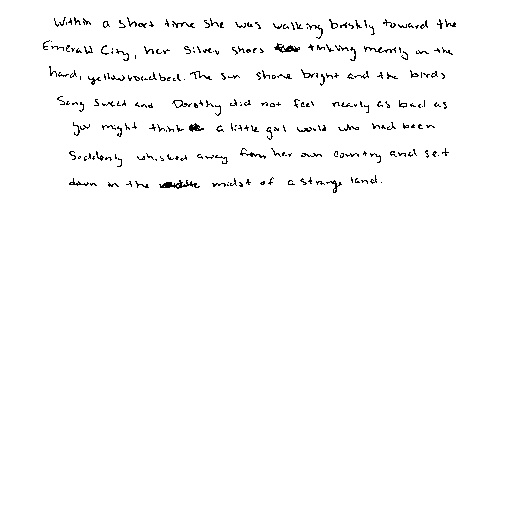 Within a short time she was walking briskly toward the
Emerald City, her Silver Shoes tinkling merrily on the
hard, yellow roadbed. The sun shone bright and the birds
Sang sweet and Dorothy did not feel nearly as bad as
you might think a little girl would who had been
Suddenly whisked away from her own country and set
down in the midst of a strange land.